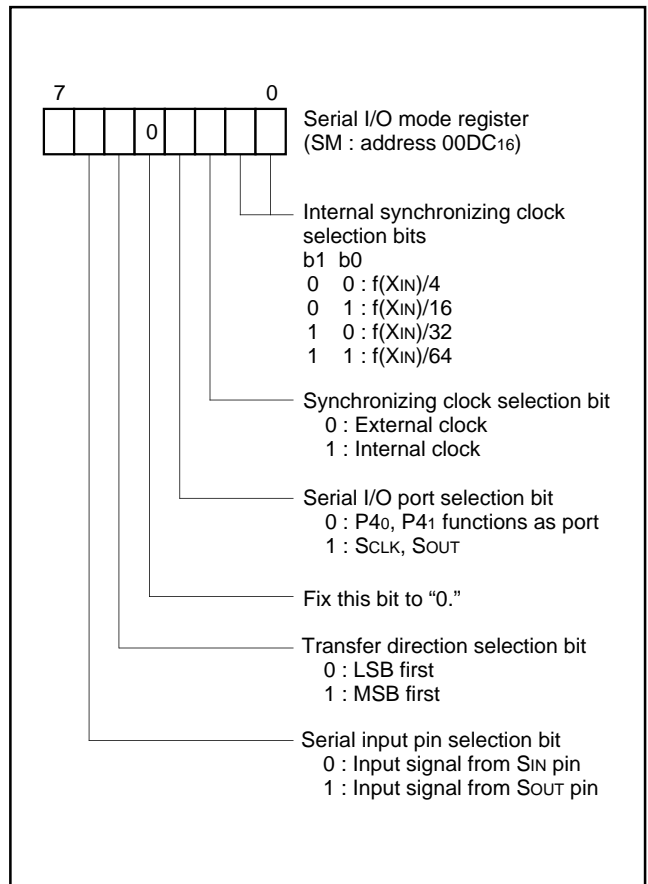 7 0
0
Serial I/O mode register
(SM : address 00DC16)
Internal synchronizing clock
selection bits
b1 b0
0 0 : f(XIN)/4
0 1 : f(XIN)/16
1 0 : f(XIN)/32
1 1 : f(XIN)/64
Synchronizing clock selection bit
0 : External clock
1 : Internal clock
Serial I/O port selection bit
0 : P40, P41 functions as port
1 : SCLK, SOUT
Fix this bit to “0.”
Transfer direction selection bit
0 : LSB first
1 : MSB first
Serial input pin selection bit
0 : Input signal from SIN pin
1 : Input signal from SOUT pin